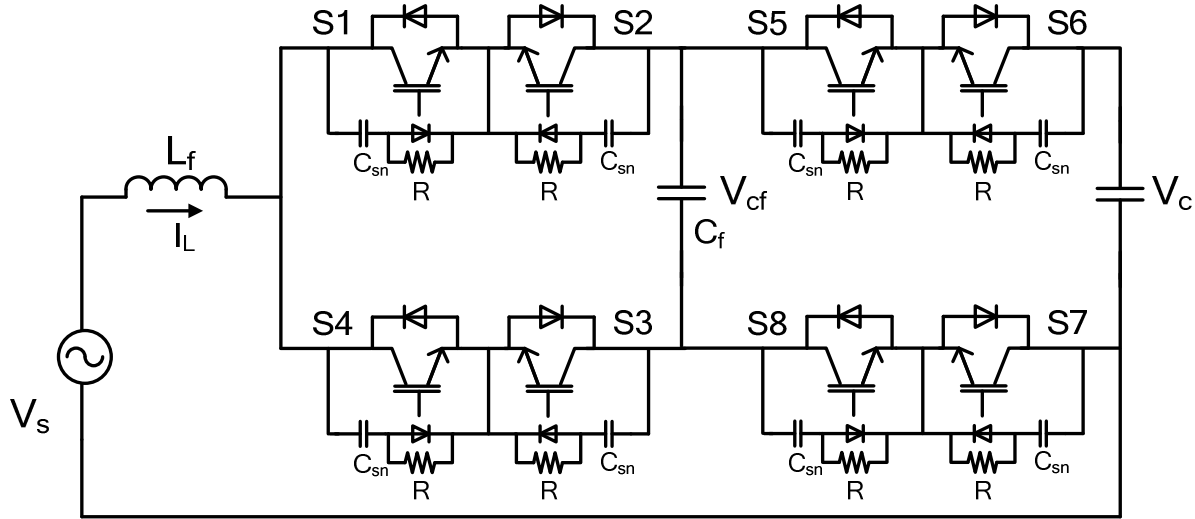 S1 S2 S5 S6
Csn Csn Csn Csn
R R R R
Lf
Vcf
Vc
IL
Cf
S4 S3 S8 S7
Vs
Csn Csn Csn Csn
R R R R